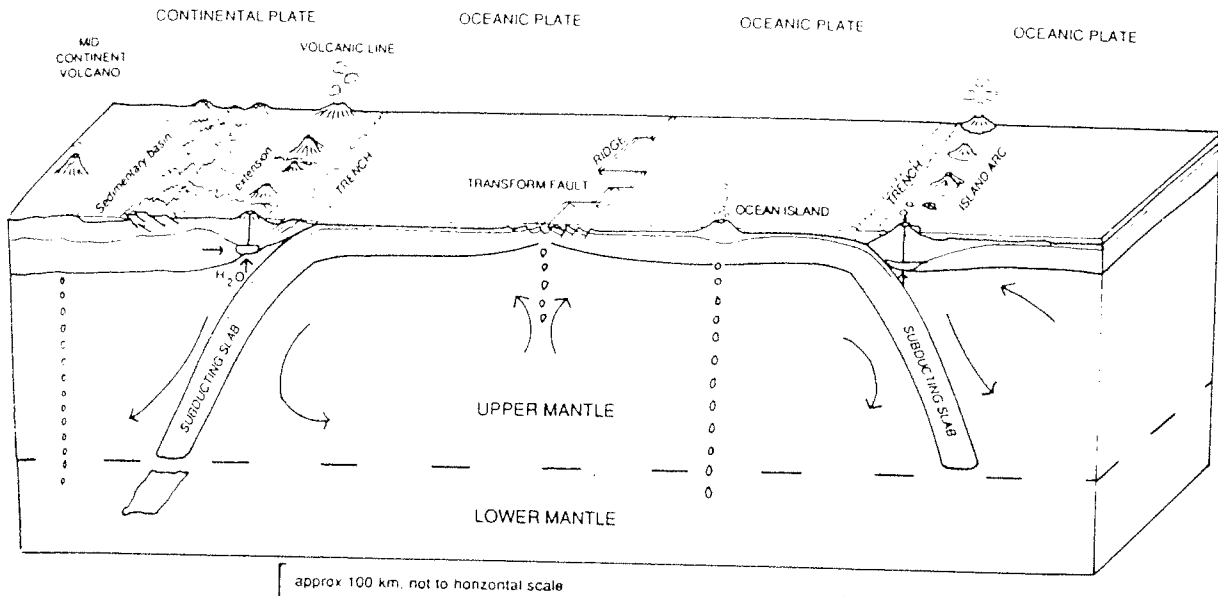 CONTINENTAL PLATE
OCEANIC PLATE
OCEANIC PLATE
OCEANIC PLATE
MID
CONTINENT
VOLCANO
VOLCANIC LINE
Sedimentary basin
extension
TRENCH
TRANSFORM FAULT
RIDGE
OCEAN ISLAND
TRENCH
ISLAND ARC
H2O
SUBDUCTING SLAB
SUBDUCTING SLAB
UPPER MANTLE
LOWER MANTLE
approx 100 km, not to horizontal scale